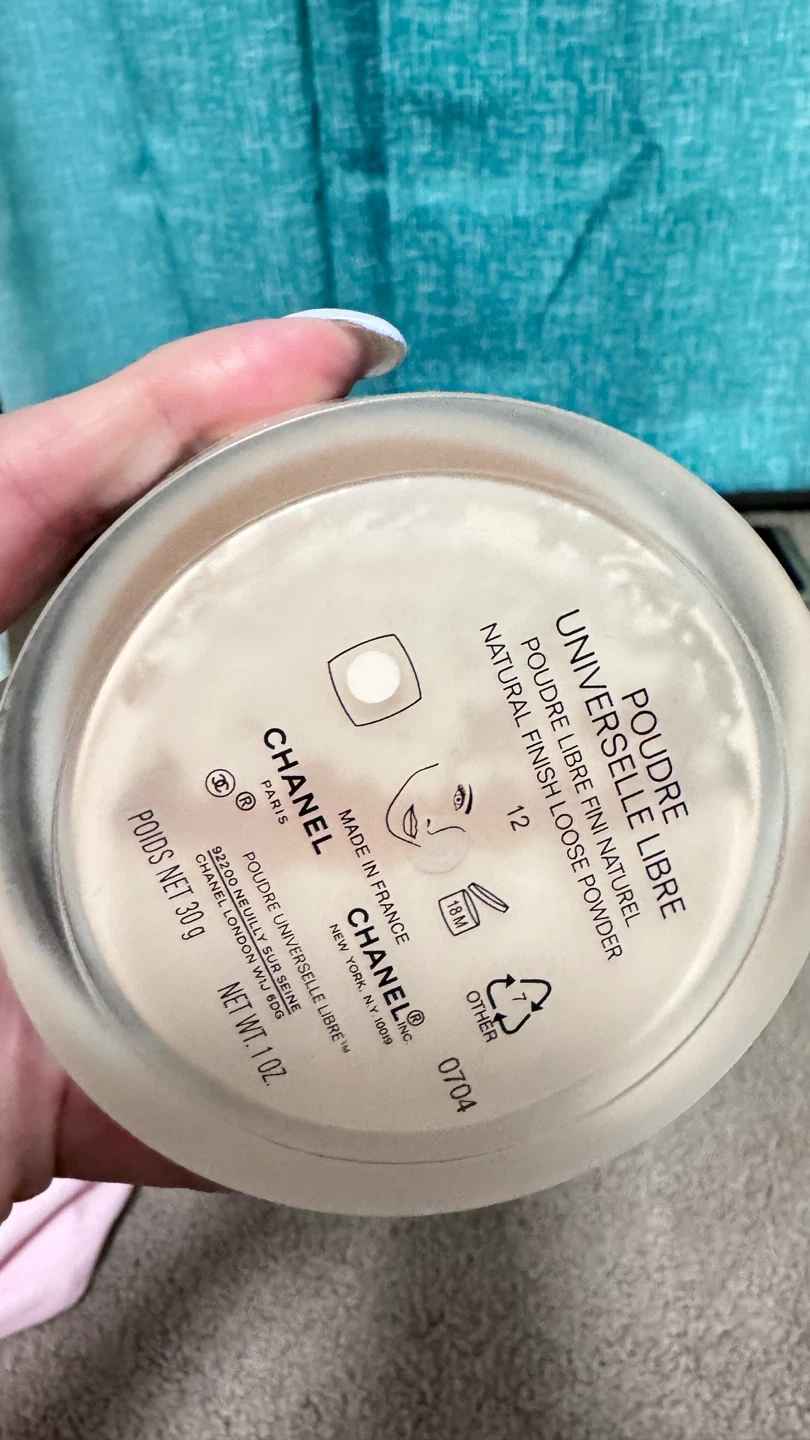 POUDRE
UNIVERSELLE LIBRE
POUDRE LIBRE FINI NATUREL
NATURAL FINISH LOOSE POWDER
12
18M
7
OTHER
0704
CHANEL
PARIS
®
MADE IN FRANCE
CHANEL® INC.
NEW YORK, N.Y. 10019
POUDRE UNIVERSELLE LIBRE™
92200 NEUILLY SUR SEINE
CHANEL LONDON W1J 6DG
POIDS NET 30 g
NET WT. 1 OZ.